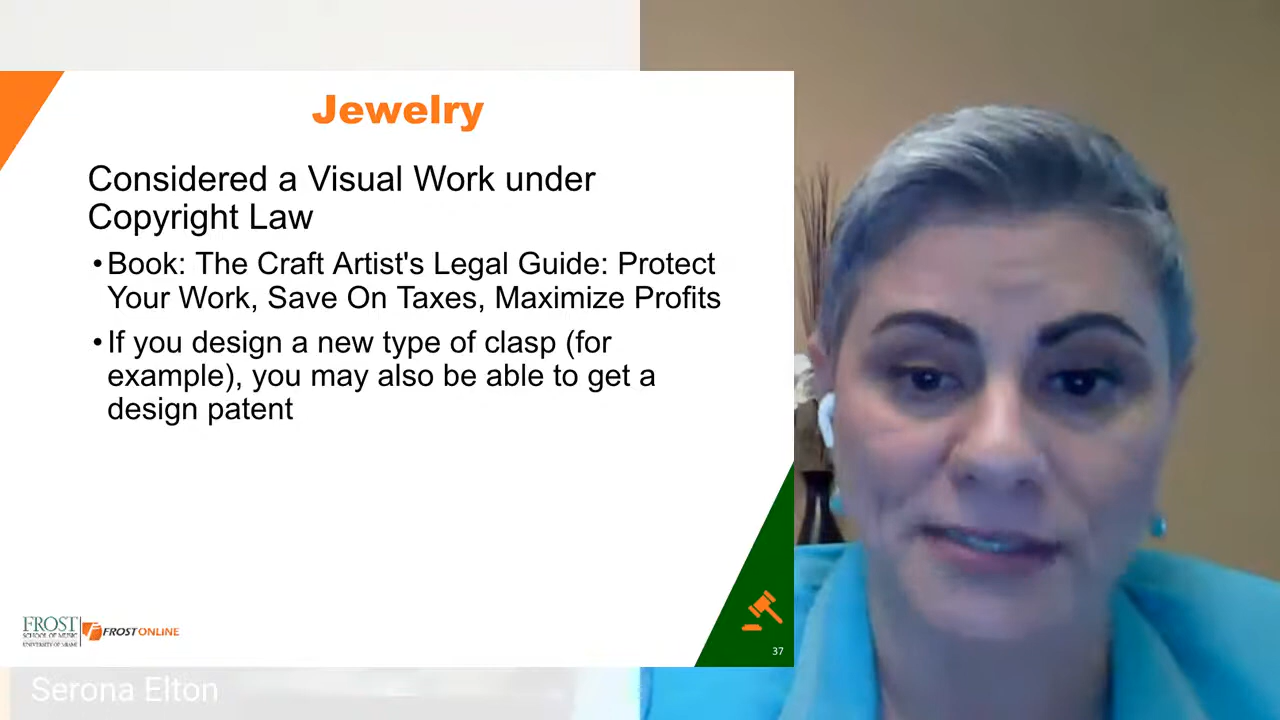 Jewelry
Considered a Visual Work under
Copyright Law
•Book: The Craft Artist's Legal Guide: Protect
Your Work, Save On Taxes, Maximize Profits
•If you design a new type of clasp (for
example), you may also be able to get a
design patent
FROST
SCHOOL OF MUSIC
UNIVERSITY OF MIAMI
FROST ONLINE
37
Serona Elton